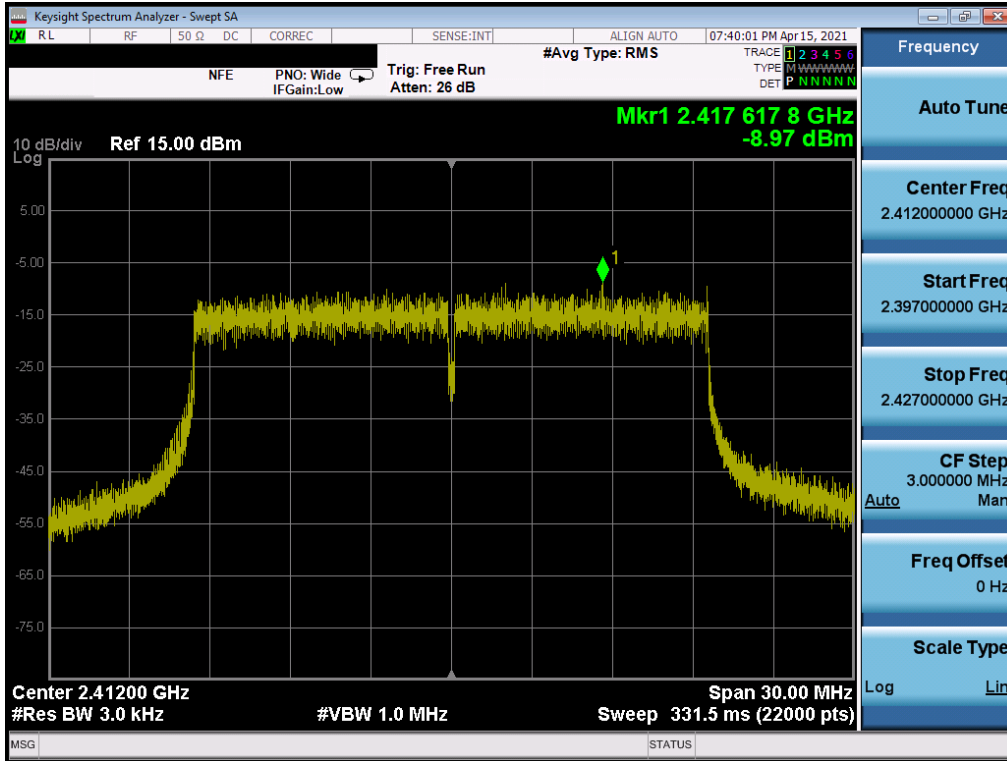 Keysight Spectrum Analyzer - Swept SA
LXI RL RF 50 Ω DC CORREC SENSE:INT ALIGN AUTO 07:40:01 PM Apr 15, 2021
NFE PNO: Wide Trig: Free Run #Avg Type: RMS TRACE 1 2 3 4 5 6
IFGain:Low Atten: 26 dB TYPE M W W W W W
DET P N N N N N
Mkr1 2.417 617 8 GHz
-8.97 dBm
10 dB/div Ref 15.00 dBm
Log
5.00
-5.00
1
-15.0
-25.0
-35.0
-45.0
-55.0
-65.0
-75.0
Center 2.41200 GHz Span 30.00 MHz
#Res BW 3.0 kHz #VBW 1.0 MHz Sweep 331.5 ms (22000 pts)
MSG STATUS
Frequency
Auto Tune
Center Freq
2.412000000 GHz
Start Freq
2.397000000 GHz
Stop Freq
2.427000000 GHz
CF Step
3.000000 MHz
Auto Man
Freq Offset
0 Hz
Scale Type
Log Lin